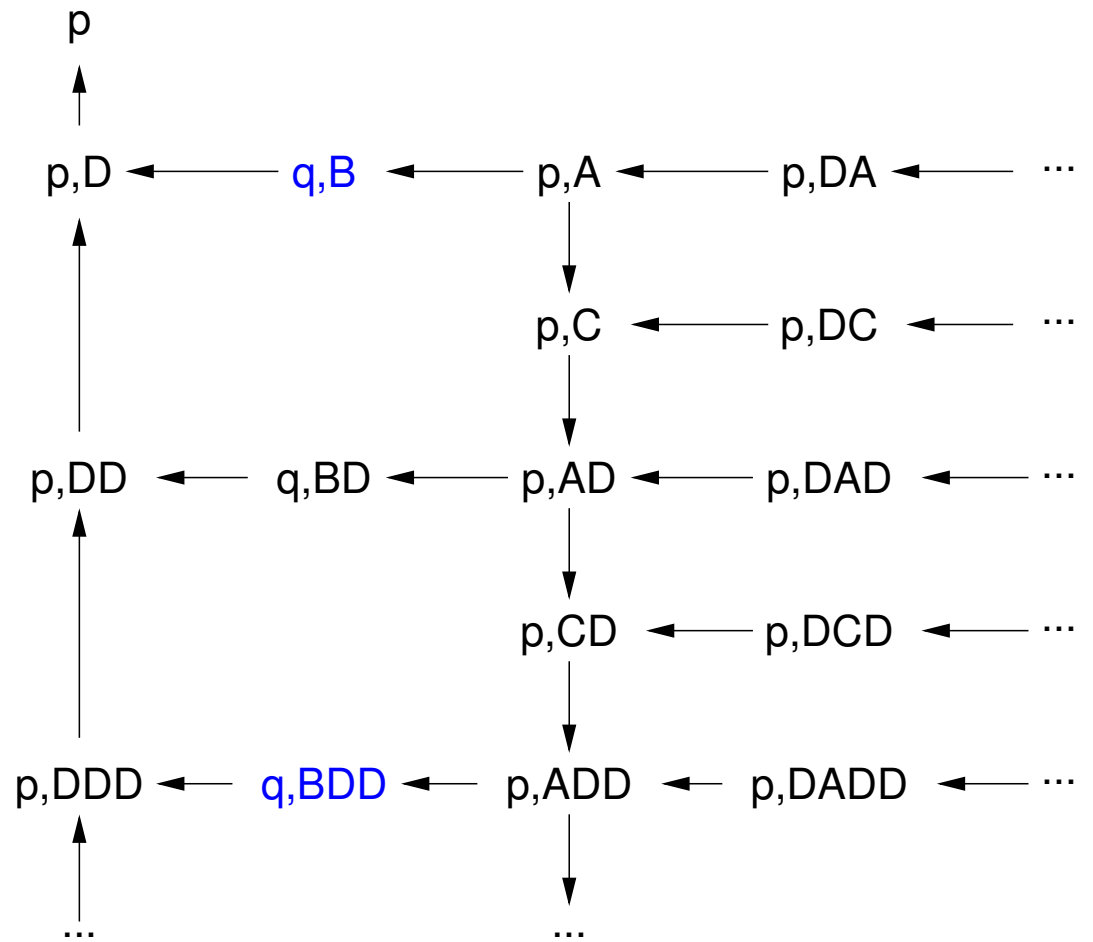 p
p,D q,B p,A p,DA ...
p,C p,DC ...
p,DD q,BD p,AD p,DAD ...
p,CD p,DCD ...
p,DDD q,BDD p,ADD p,DADD ...
... ...